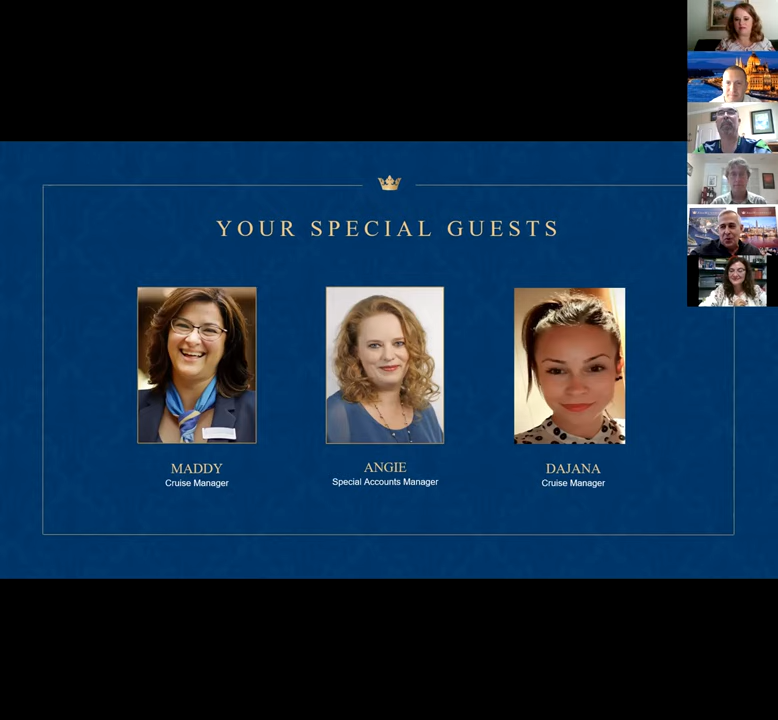 YOUR SPECIAL GUESTS
MADDY
Cruise Manager
ANGIE
Special Accounts Manager
DAJANA
Cruise Manager